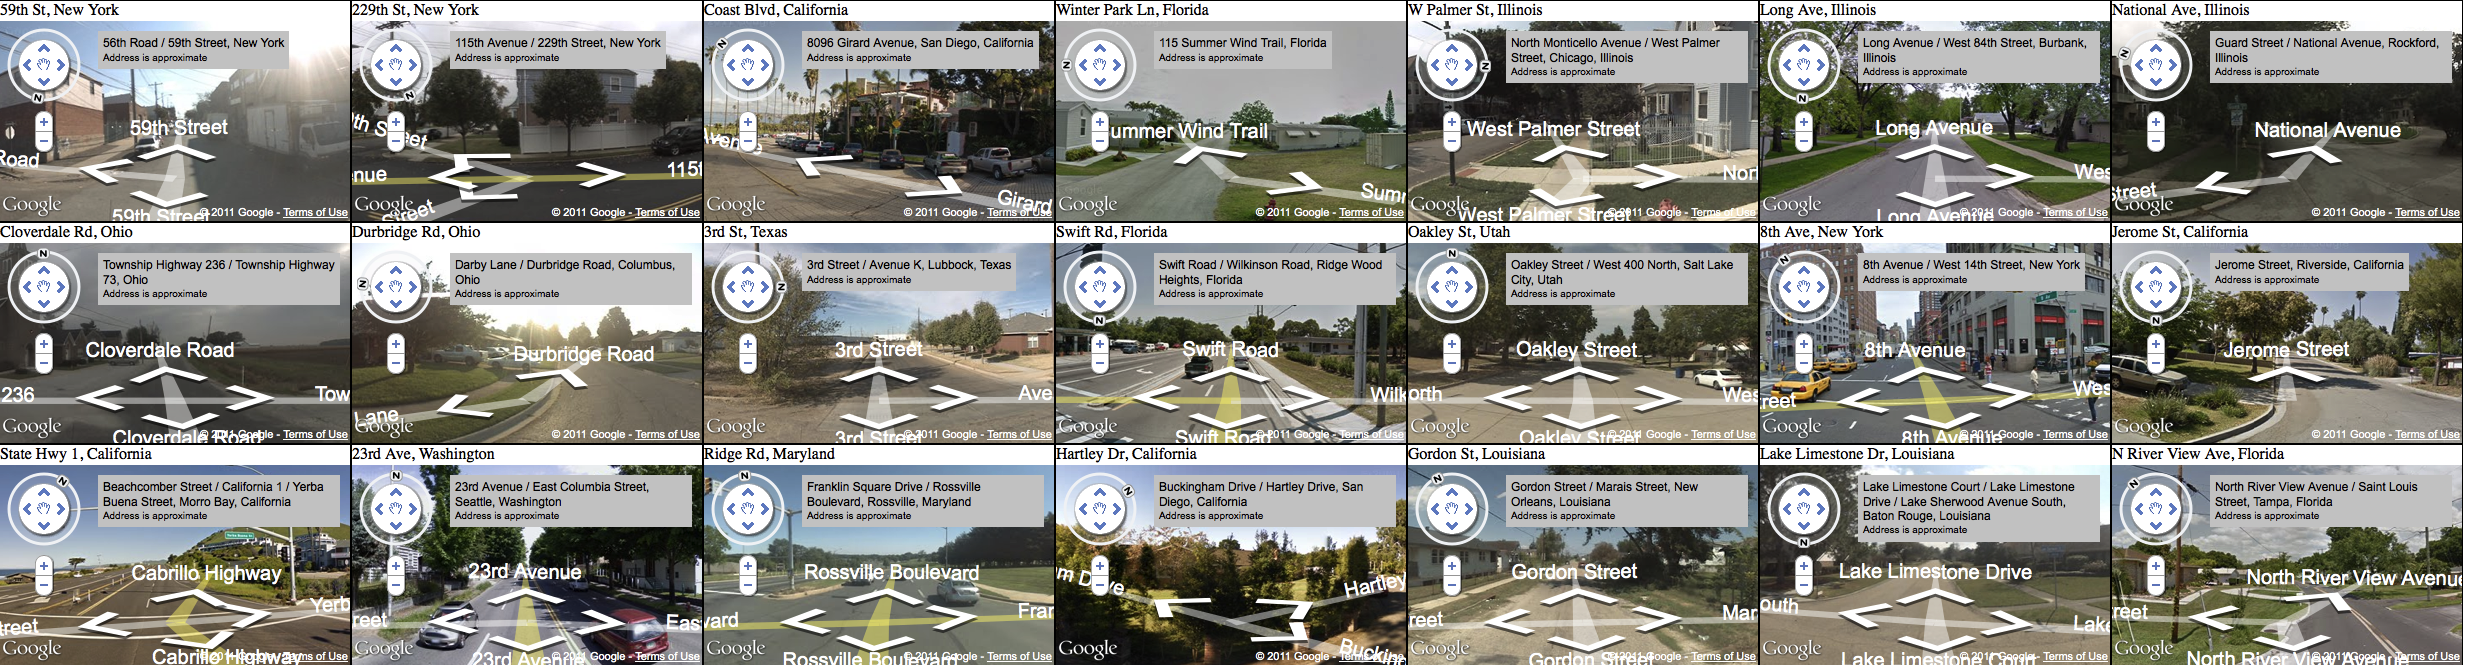 59th St, New York
56th Road / 59th Street, New York
Address is approximate
N
59th Street
Road
59th Street
Google
© 2011 Google - Terms of Use
229th St, New York
115th Avenue / 229th Street, New York
Address is approximate
N
th Street
nue
115t
Street
© 2011 Google - Terms of Use
Coast Blvd, California
8096 Girard Avenue, San Diego, California
Address is approximate
N
Avenue
Girard
Google
Winter Park Ln, Florida
115 Summer Wind Trail, Florida
Address is approximate
N
ummer Wind Trail
Sumr
Google
© 2011 Google - Terms of Use
W Palmer St, Illinois
North Monticello Avenue / West Palmer
Street, Chicago, Illinois
Address is approximate
N
West Palmer Street
Nor
West Palmer Street
Google
© 2011 Google - Terms of Use
Long Ave, Illinois
Long Avenue / West 84th Street, Burbank,
Illinois
Address is approximate
N
Long Avenue
Wes
Long Avenue
Google
© 2011 Google - Terms of Use
National Ave, Illinois
Guard Street / National Avenue, Rockford,
Illinois
Address is approximate
N
National Avenue
Street
Google
© 2011 Google - Terms of Use
Cloverdale Rd, Ohio
Township Highway 236 / Township Highway
73, Ohio
Address is approximate
N
Cloverdale Road
236
Tow
Cloverdale Road
Google
© 2011 Google - Terms of Use
Durbridge Rd, Ohio
Darby Lane / Durbridge Road, Columbus,
Ohio
Address is approximate
N
Durbridge Road
Lane
Google
© 2011 Google - Terms of Use
3rd St, Texas
3rd Street / Avenue K, Lubbock, Texas
Address is approximate
N
3rd Street
Ave
3rd Street
Google
© 2011 Google - Terms of Use
Swift Rd, Florida
Swift Road / Wilkinson Road, Ridge Wood
Heights, Florida
Address is approximate
N
Swift Road
Wilk
Swift Road
Google
© 2011 Google - Terms of Use
Oakley St, Utah
Oakley Street / West 400 North, Salt Lake
City, Utah
Address is approximate
N
Oakley Street
orth
Wes
Oakley Street
Google
© 2011 Google - Terms of Use
8th Ave, New York
8th Avenue / West 14th Street, New York
Address is approximate
N
8th Avenue
reet
Wes
8th Avenue
Google
© 2011 Google - Terms of Use
Jerome St, California
Jerome Street, Riverside, California
Address is approximate
N
Jerome Street
Google
© 2011 Google - Terms of Use
State Hwy 1, California
Beachcomber Street / California 1 / Yerba
Buena Street, Morro Bay, California
Address is approximate
N
Cabrillo Highway
Yerb
treet
Cabrillo Highway
Google
© 2011 Google - Terms of Use
23rd Ave, Washington
23rd Avenue / East Columbia Street,
Seattle, Washington
Address is approximate
N
23rd Avenue
reet
Eas
23rd Avenue
Google
© 2011 Google - Terms of Use
Ridge Rd, Maryland
Franklin Square Drive / Rossville
Boulevard, Rossville, Maryland
Address is approximate
N
Rossville Boulevard
vard
Fran
Rossville Boulevard
Google
© 2011 Google - Terms of Use
Hartley Dr, California
Buckingham Drive / Hartley Drive, San
Diego, California
Address is approximate
N
m Drive
Hartley
Buckin
Google
© 2011 Google - Terms of Use
Gordon St, Louisiana
Gordon Street / Marais Street, New
Orleans, Louisiana
Address is approximate
N
Gordon Street
reet
Mar
Gordon Street
Google
© 2011 Google - Terms of Use
Lake Limestone Dr, Louisiana
Lake Limestone Court / Lake Limestone
Drive / Lake Sherwood Avenue South,
Baton Rouge, Louisiana
Address is approximate
N
Lake Limestone Drive
outh
Lake
Lake Limestone Court
Google
© 2011 Google - Terms of Use
N River View Ave, Florida
North River View Avenue / Saint Louis
Street, Tampa, Florida
Address is approximate
N
North River View Avenue
reet
North River View Avenue
Google
© 2011 Google - Terms of Use